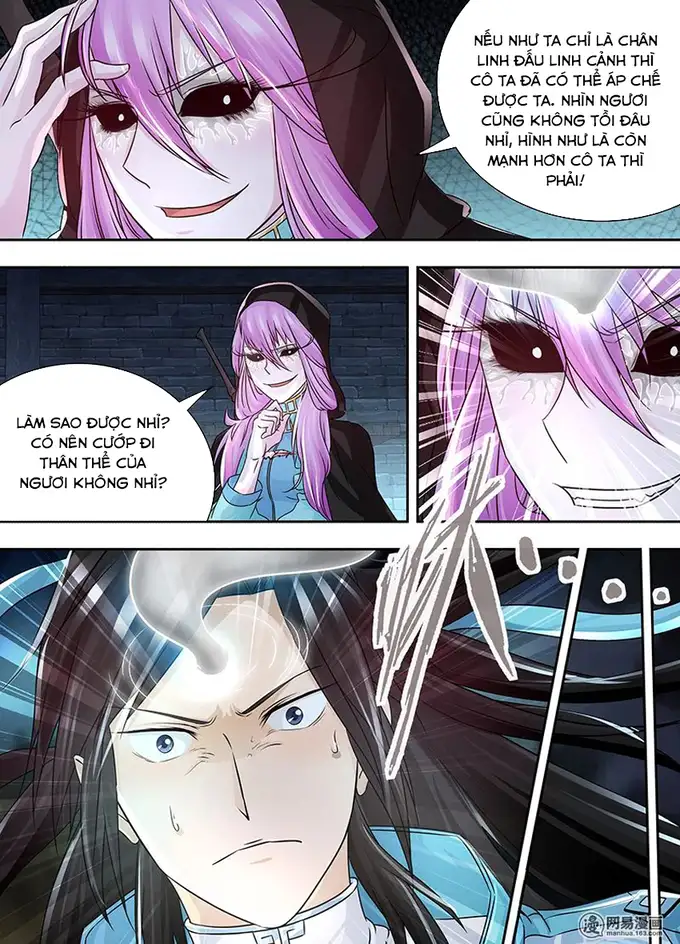 NẾU NHƯ TA CHỈ LÀ CHÂN
LINH ĐẤU LINH CẢNH THÌ
CÔ TA ĐÃ CÓ THỂ ÁP CHẾ
ĐƯỢC TA. NHÌN NGƯƠI
CŨNG KHÔNG TỒI ĐÂU
NHỈ, HÌNH NHƯ LÀ CÒN
MẠNH HƠN CÔ TA THÌ
PHẢI!
LÀM SAO ĐƯỢC NHỈ?
CÓ NÊN CƯỚP ĐI
THÂN THỂ CỦA
NGƯƠI KHÔNG NHỈ?
网易漫画
manhua.163.com